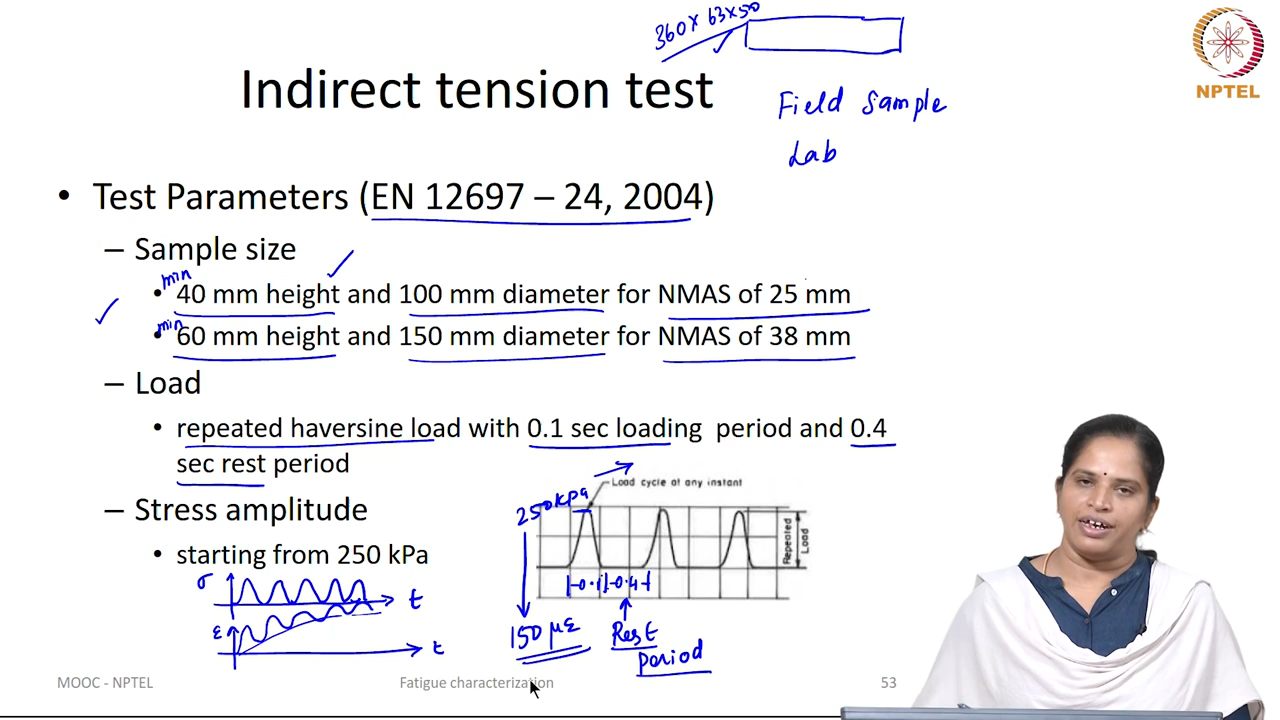 360 x 63 x 50
NPTEL
Indirect tension test
Field Sample
Lab
• Test Parameters (EN 12697 – 24, 2004)
– Sample size
min
• 40 mm height and 100 mm diameter for NMAS of 25 mm
min
• 60 mm height and 150 mm diameter for NMAS of 38 mm
– Load
• repeated haversine load with 0.1 sec loading period and 0.4
sec rest period
– Stress amplitude
• starting from 250 kPa
250 kPa
Load cycle at any instant
Repeated
Load
0.1
0.4
σ
t
ε
t
150 με
Rest
Period
MOOC - NPTEL
Fatigue characterization
53